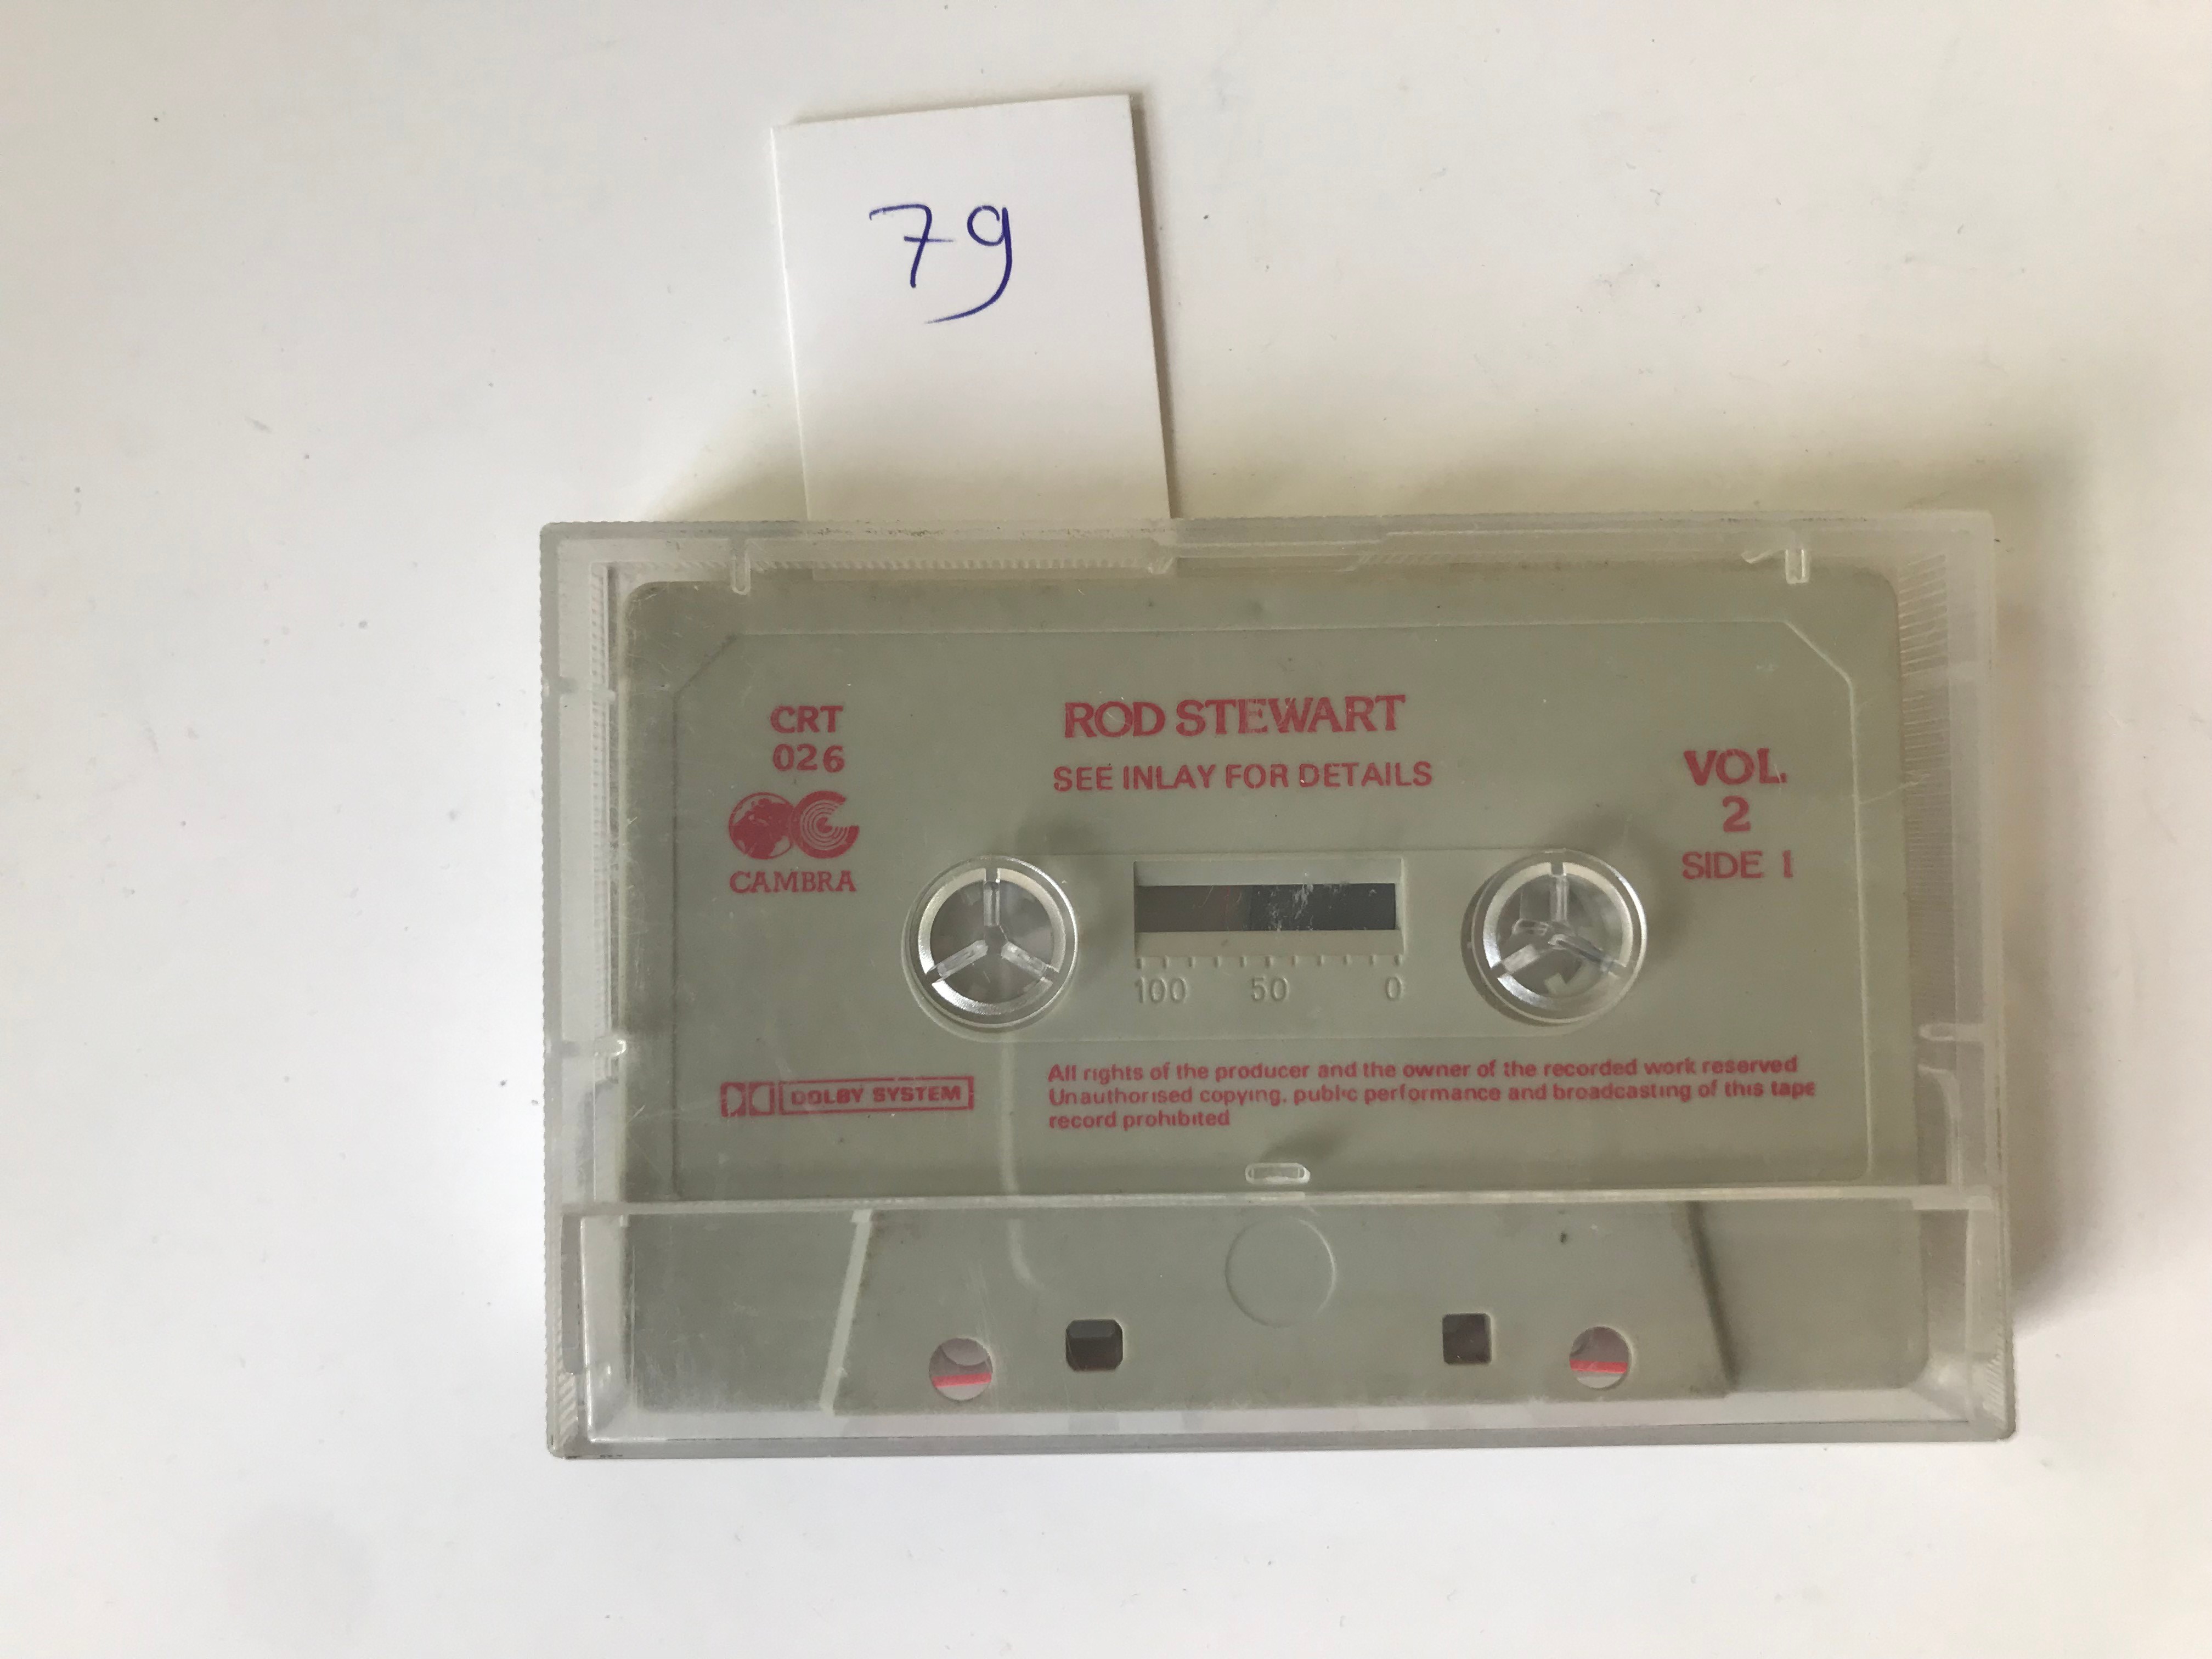 79
CRT
026
CAMBRA
ROD STEWART
SEE INLAY FOR DETAILS
VOL.
2
SIDE 1
100 50 0
DOLBY SYSTEM
All rights of the producer and the owner of the recorded work reserved
Unauthorised copying, public performance and broadcasting of this tape
record prohibited